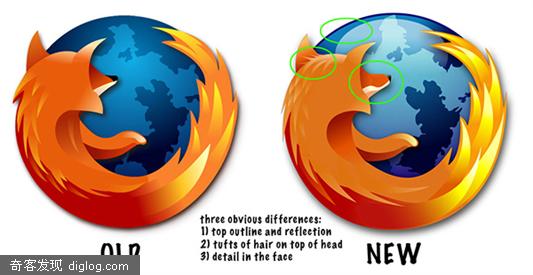 three obvious differences:
1) top outline and reflection
2) tufts of hair on top of head
3) detail in the face
OLD
NEW
奇客发现 diglog.com